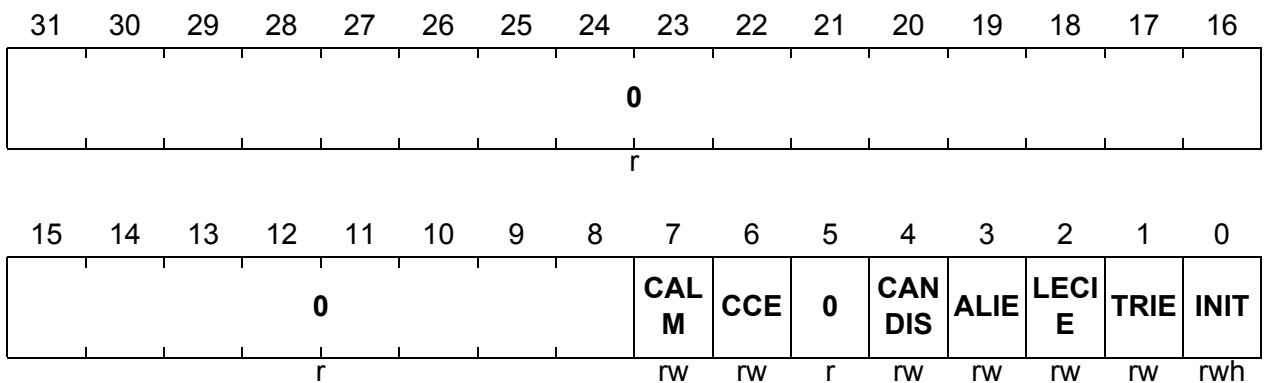 31 30 29 28 27 26 25 24 23 22 21 20 19 18 17 16
0
r
15 14 13 12 11 10 9 8 7 6 5 4 3 2 1 0
0 CAL M CCE 0 CAN DIS ALIE LECI E TRIE INIT
r rw rw r rw rw rw rw rwh